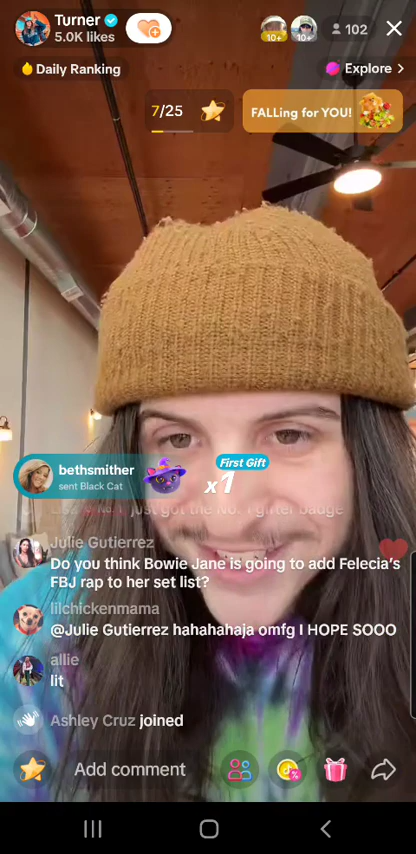 Turner
5.0K likes
10+
10+
102
Daily Ranking
Explore >
7/25
FALLing for YOU!
bethsmither
sent Black Cat
First Gift
x1
just got the No. 1 gifter badge
Julie Gutierrez
Do you think Bowie Jane is going to add Felecia's
FBJ rap to her set list?
lilchickenmama
@Julie Gutierrez hahahahaja omfg I HOPE SOOO
allie
lit
Ashley Cruz joined
Add comment